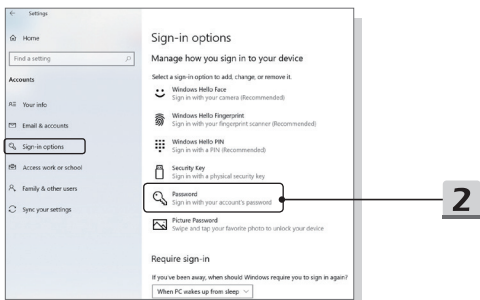 Settings
Home
Find a setting
Accounts
Your info
Email & accounts
Sign-in options
Access work or school
Family & other users
Sync your settings
Sign-in options
Manage how you sign in to your device
Select a sign-in option to add, change, or remove it.
Windows Hello Face
Sign in with your camera (Recommended)
Windows Hello Fingerprint
Sign in with your fingerprint scanner (Recommended)
Windows Hello PIN
Sign in with a PIN (Recommended)
Security Key
Sign in with a physical security key
Password
Sign in with your account's password
2
Picture Password
Swipe and tap your favorite photo to unlock your device
Require sign-in
If you've been away, when should Windows require you to sign in again?
When PC wakes up from sleep